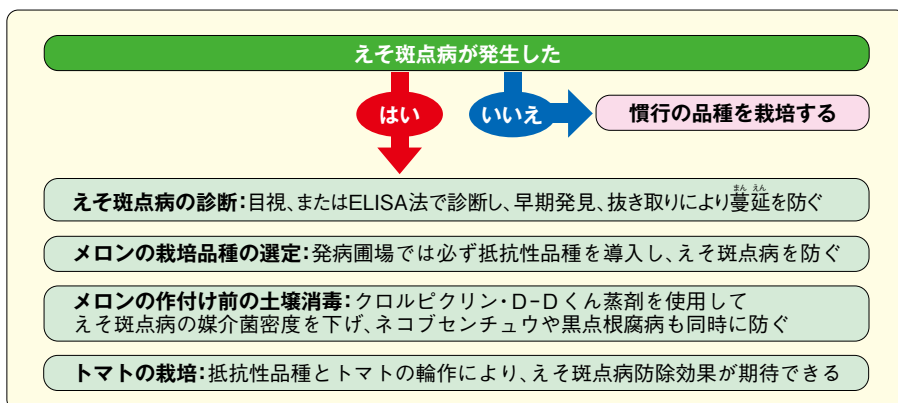 えそ斑点病が発生した
はい
いいえ
慣行の品種を栽培する
えそ斑点病の診断:目視、またはELISA法で診断し、早期発見、抜き取りにより蔓延を防ぐ
まん えん
メロンの栽培品種の選定:発病圃場では必ず抵抗性品種を導入し、えそ斑点病を防ぐ
メロンの作付け前の土壌消毒:クロルピクリン・D-Dくん蒸剤を使用して
えそ斑点病の媒介菌密度を下げ、ネコブセンチュウや黒点根腐病も同時に防ぐ
トマトの栽培:抵抗性品種とトマトの輪作により、えそ斑点病防除効果が期待できる